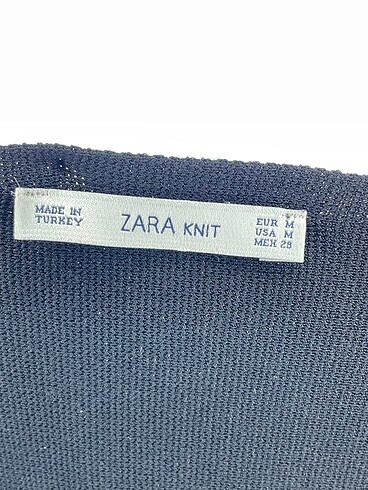 MADE IN
TURKEY
ZARA KNIT
EUR M
USA M
MEX 28